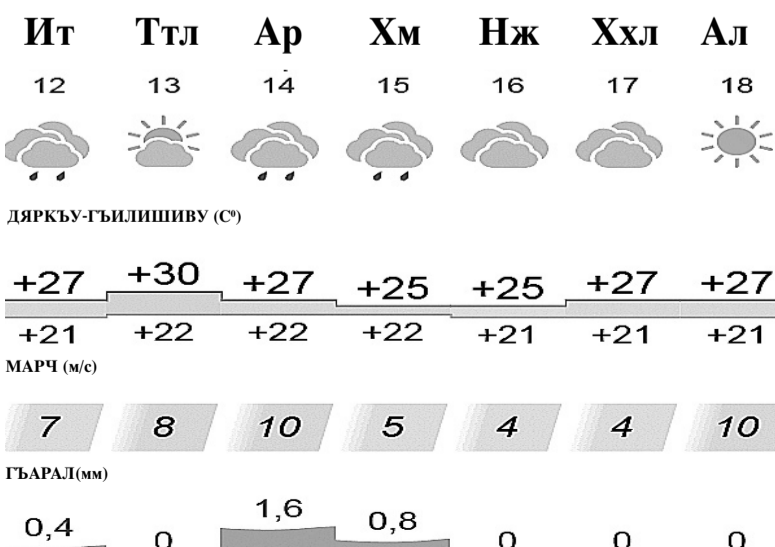 Ит Ттл Ар Хм Нж Ххл Ал
12 13 14 15 16 17 18
ДЯРКЪУ-ГЪИЛИШИВУ (С⁰)
+27 +30 +27 +25 +25 +27 +27
+21 +22 +22 +22 +21 +21 +21
МАРЧ (м/с)
7 8 10 5 4 4 10
ГЪАРАЛ(мм)
0,4 0 1,6 0,8 0 0 0